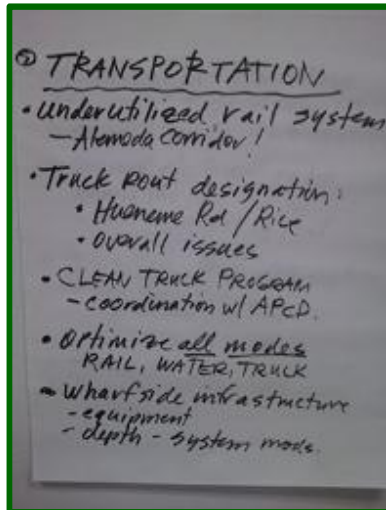 ② TRANSPORTATION
• underutilized rail system
— Alameda Corridor!
• Truck Rout designation:
• Hueneme Rd / Rice
• overall issues
• CLEAN TRUCK PROGRAM
- coordination w/ APCD.
• Optimize all modes
RAIL, WATER, TRUCK
• Wharfside infrastructure
- equipment
- depth - system mods.